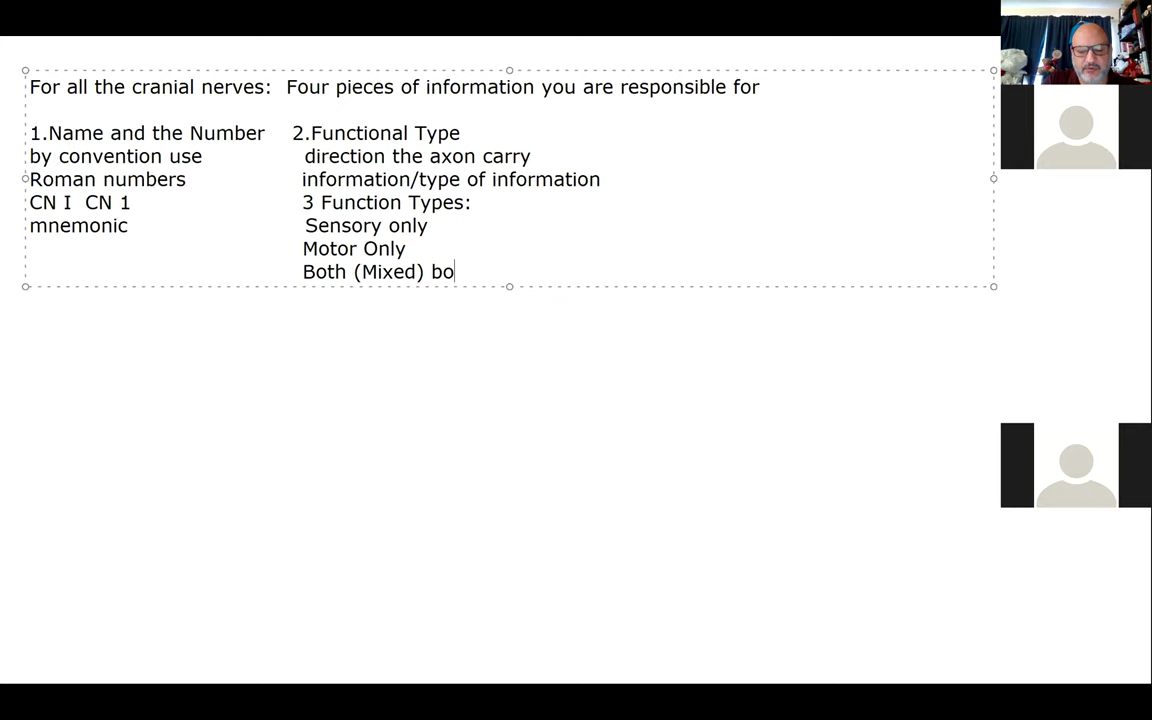 For all the cranial nerves:  Four pieces of information you are responsible for
1.Name and the Number
by convention use
Roman numbers
CN I  CN 1
mnemonic
2.Functional Type
direction the axon carry
information/type of information
3 Function Types:
Sensory only
Motor Only
Both (Mixed) bo